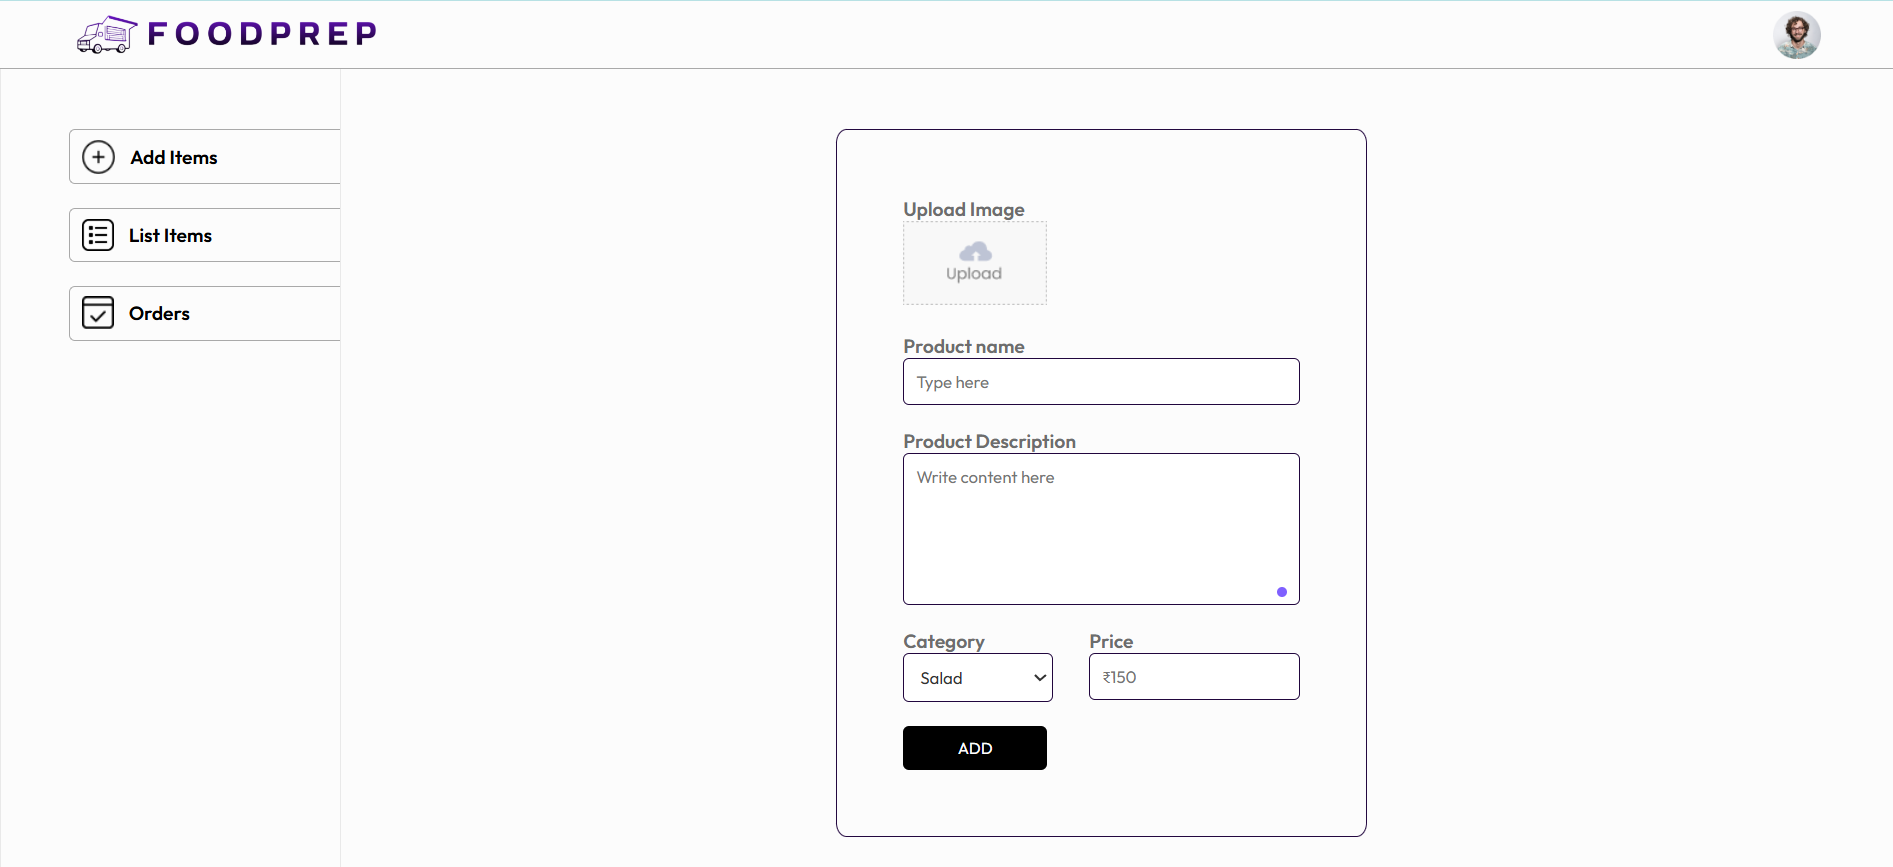 FOODPREP
Add Items
List Items
Orders
Upload Image
Upload
Product name
Type here
Product Description
Write content here
Category
Price
Salad
₹150
ADD